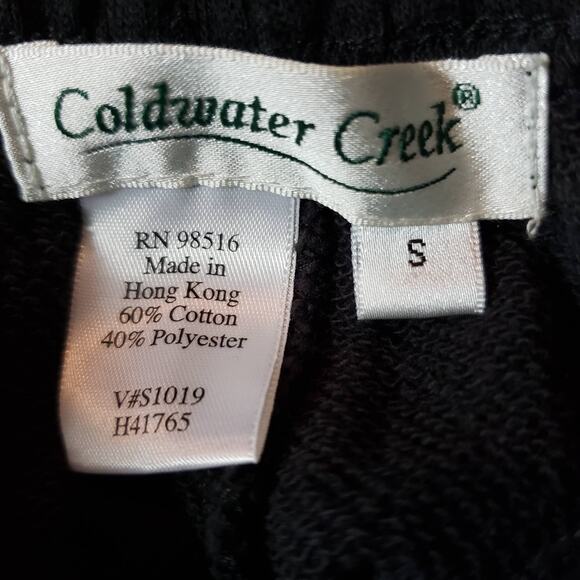 Coldwater Creek®
S
RN 98516
Made in
Hong Kong
60% Cotton
40% Polyester
V#S1019
H41765